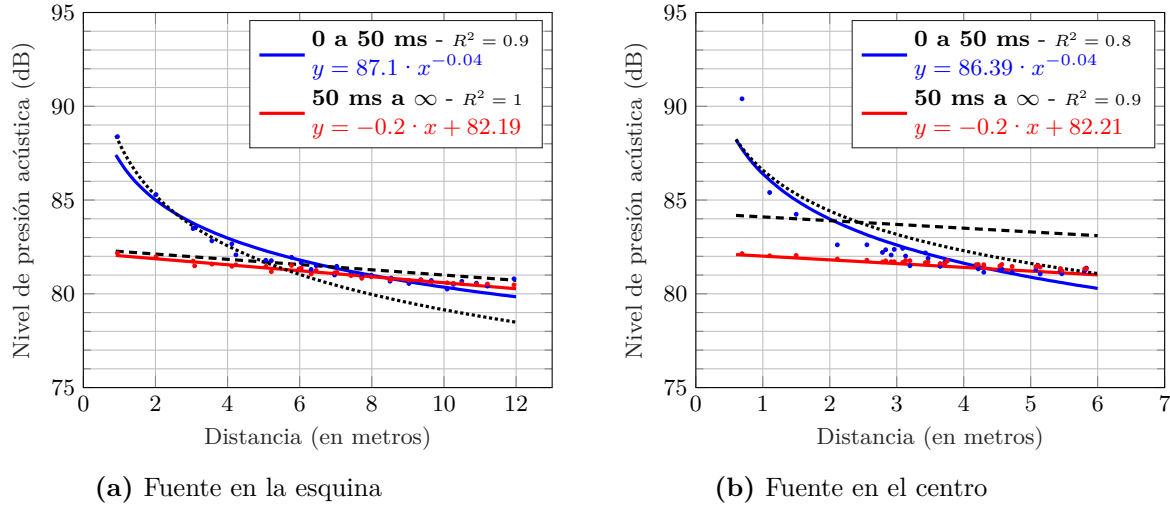 95
90
85
80
75
0
2
4
6
8
10
12
Nivel de presión acústica (dB)
Distancia (en metros)
0 a 50 ms - R² = 0.9
y = 87.1 · x^−0.04
50 ms a ∞ - R² = 1
y = −0.2 · x + 82.19
(a) Fuente en la esquina
95
90
85
80
75
0
1
2
3
4
5
6
7
Nivel de presión acústica (dB)
Distancia (en metros)
0 a 50 ms - R² = 0.8
y = 86.39 · x^−0.04
50 ms a ∞ - R² = 0.9
y = −0.2 · x + 82.21
(b) Fuente en el centro